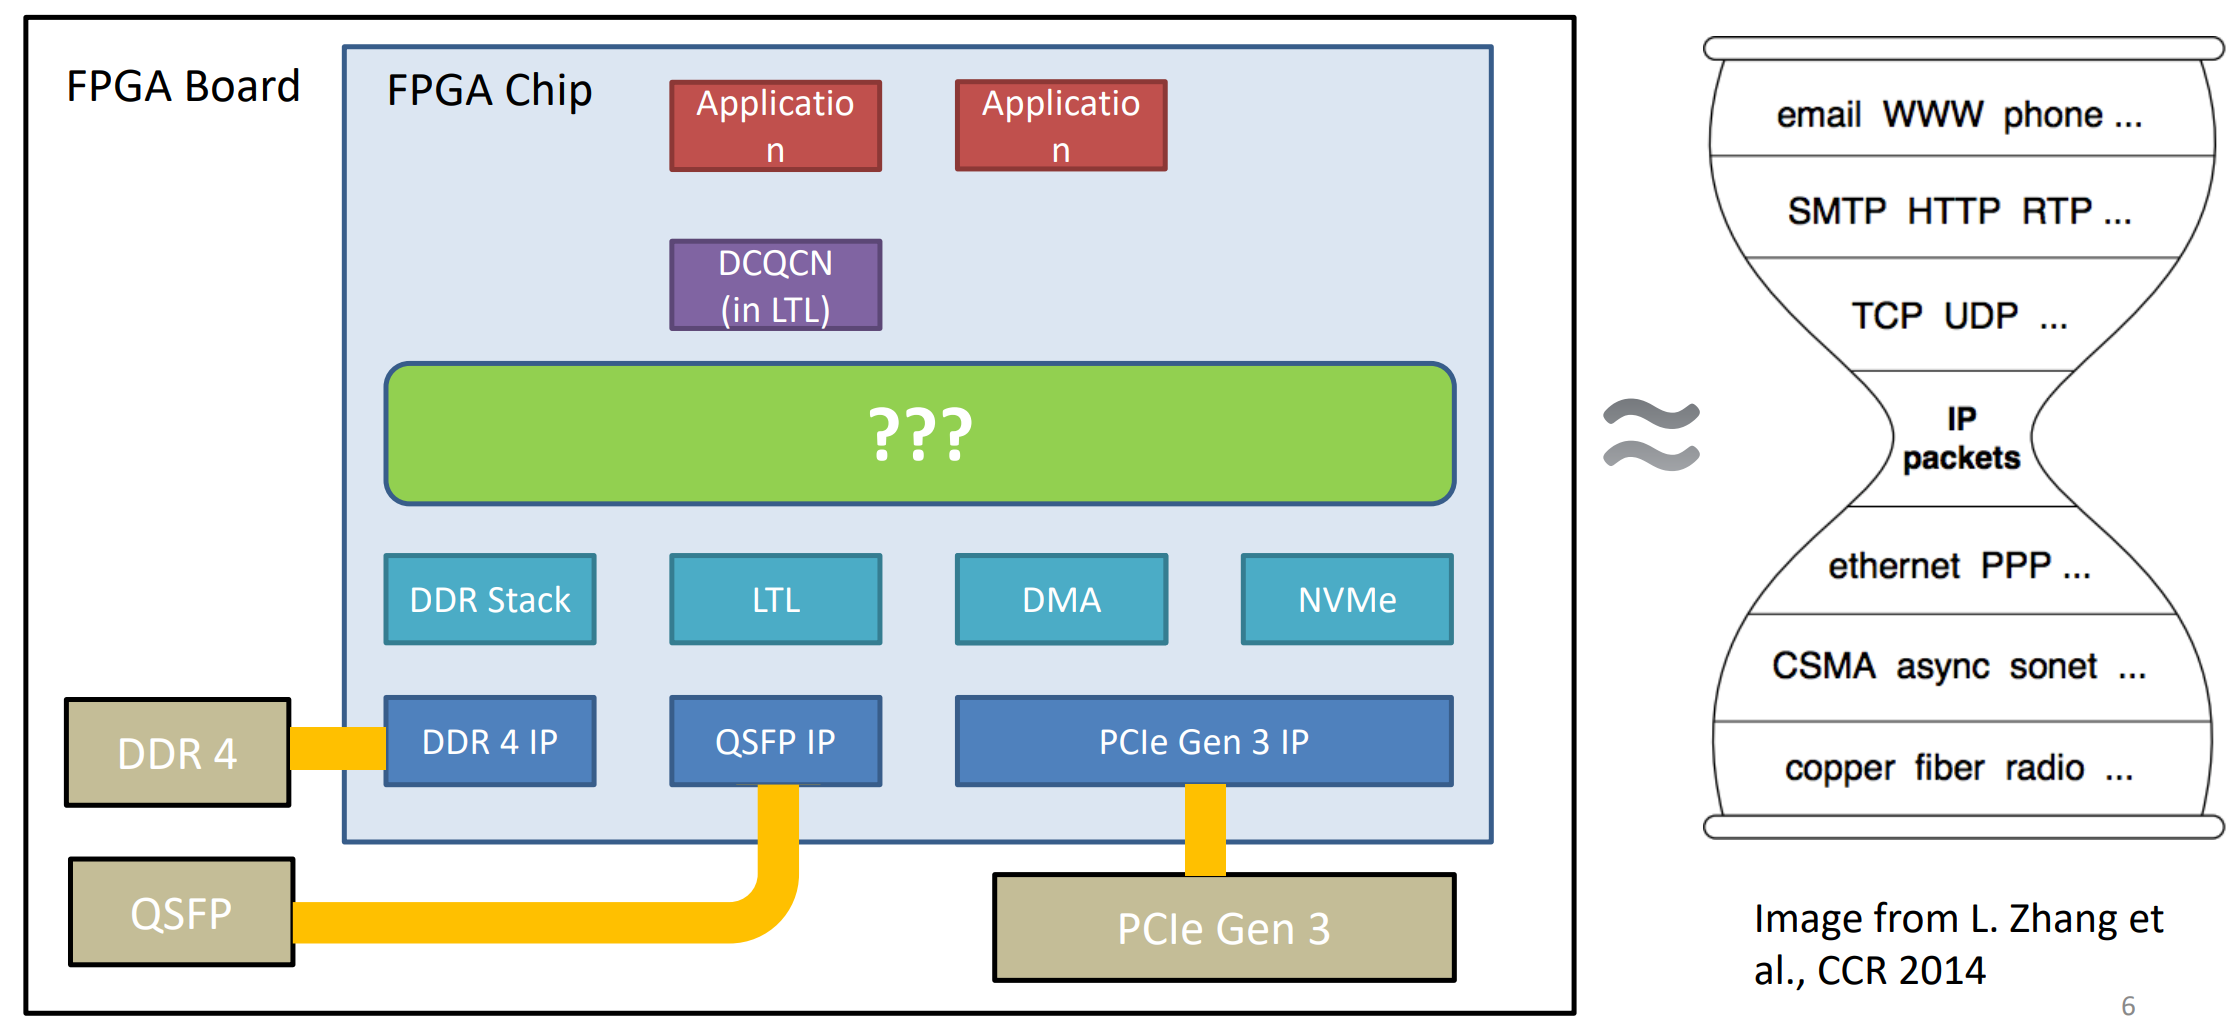 FPGA Board
FPGA Chip
Applicatio
n
Applicatio
n
DCQCN
(in LTL)
???
DDR Stack
LTL
DMA
NVMe
DDR 4 IP
QSFP IP
PCIe Gen 3 IP
DDR 4
QSFP
PCIe Gen 3
≈
email WWW phone ...
SMTP HTTP RTP ...
TCP UDP ...
IP
packets
ethernet PPP ...
CSMA async sonet ...
copper fiber radio ...
Image from L. Zhang et
al., CCR 2014
6